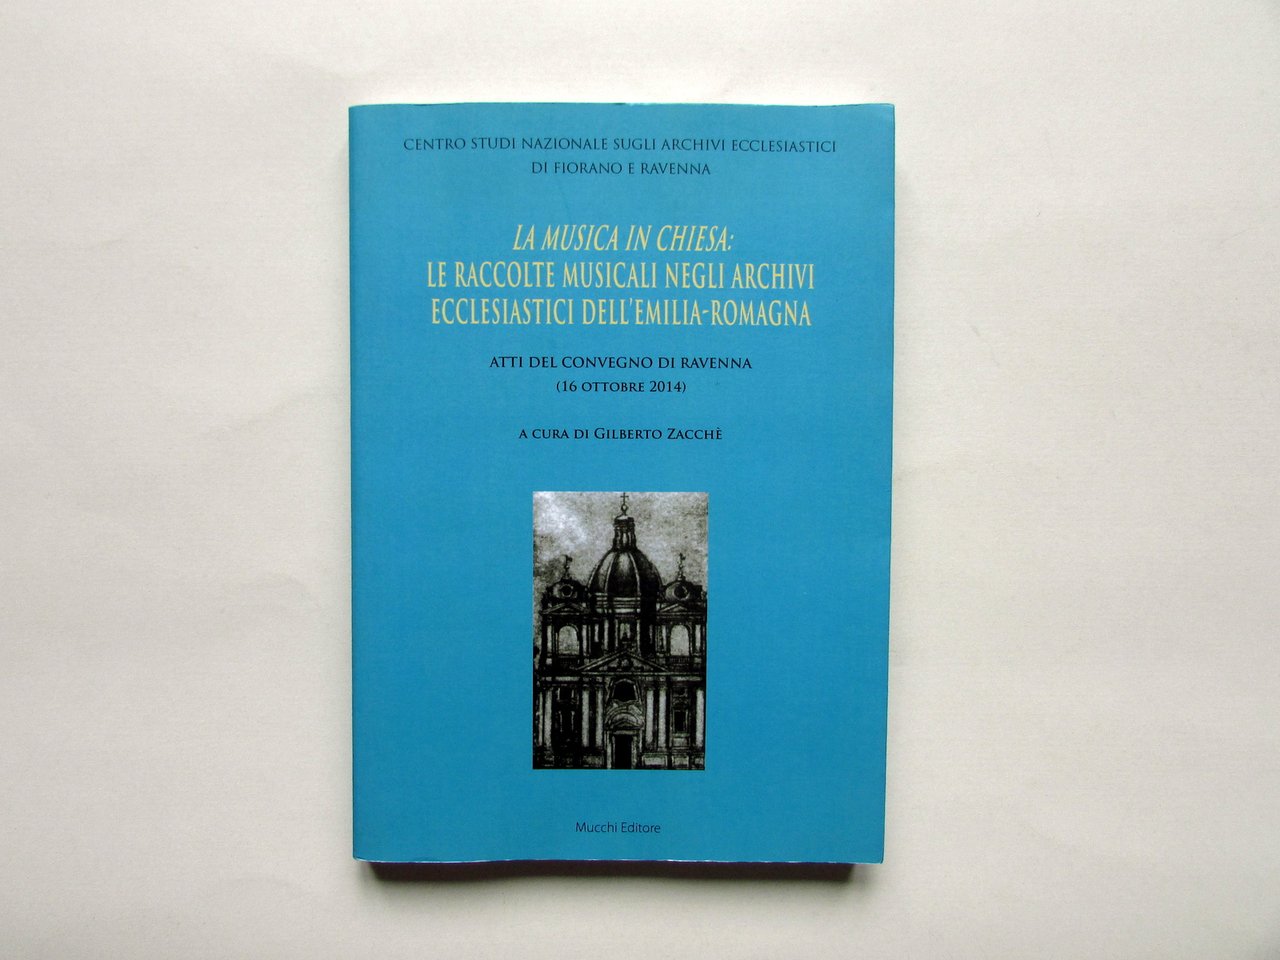 CENTRO STUDI NAZIONALE SUGLI ARCHIVI ECCLESIASTICI
DI FIORANO E RAVENNA
LA MUSICA IN CHIESA:
LE RACCOLTE MUSICALI NEGLI ARCHIVI
ECCLESIASTICI DELL'EMILIA-ROMAGNA
ATTI DEL CONVEGNO DI RAVENNA
(16 OTTOBRE 2014)
A CURA DI GILBERTO ZACCHÈ
Mucchi Editore